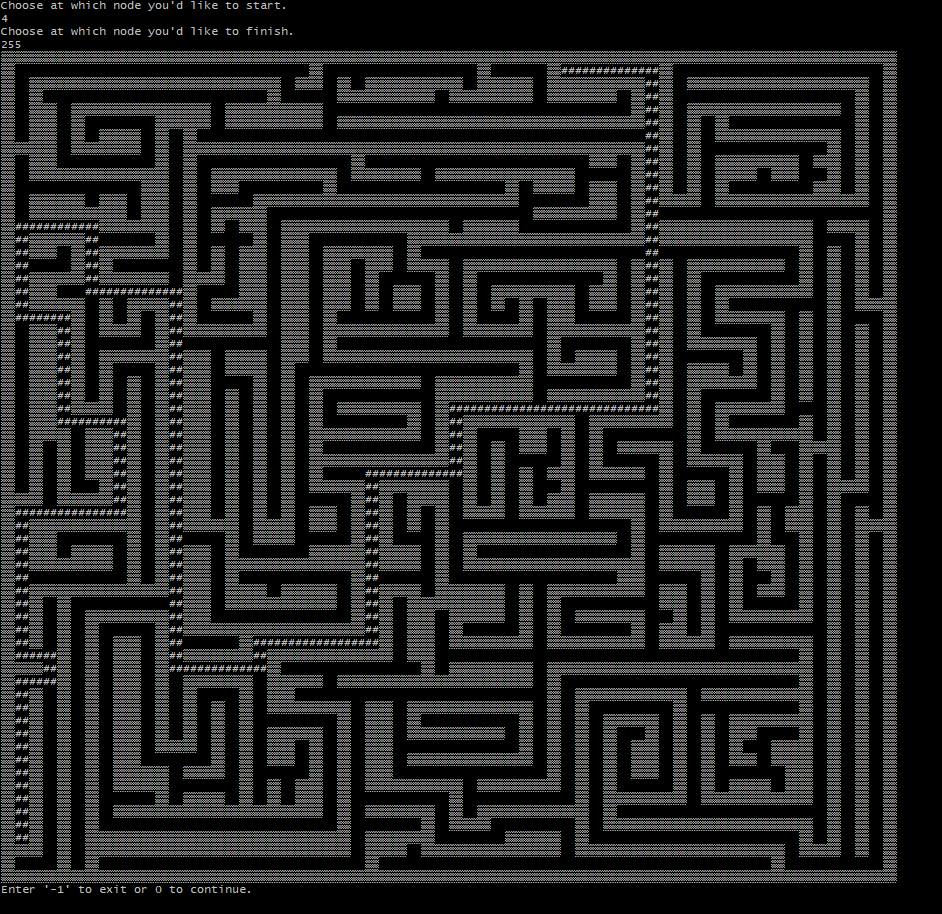 Choose at which node you'd like to start.
4
Choose at which node you'd like to finish.
255
Enter '-1' to exit or 0 to continue.